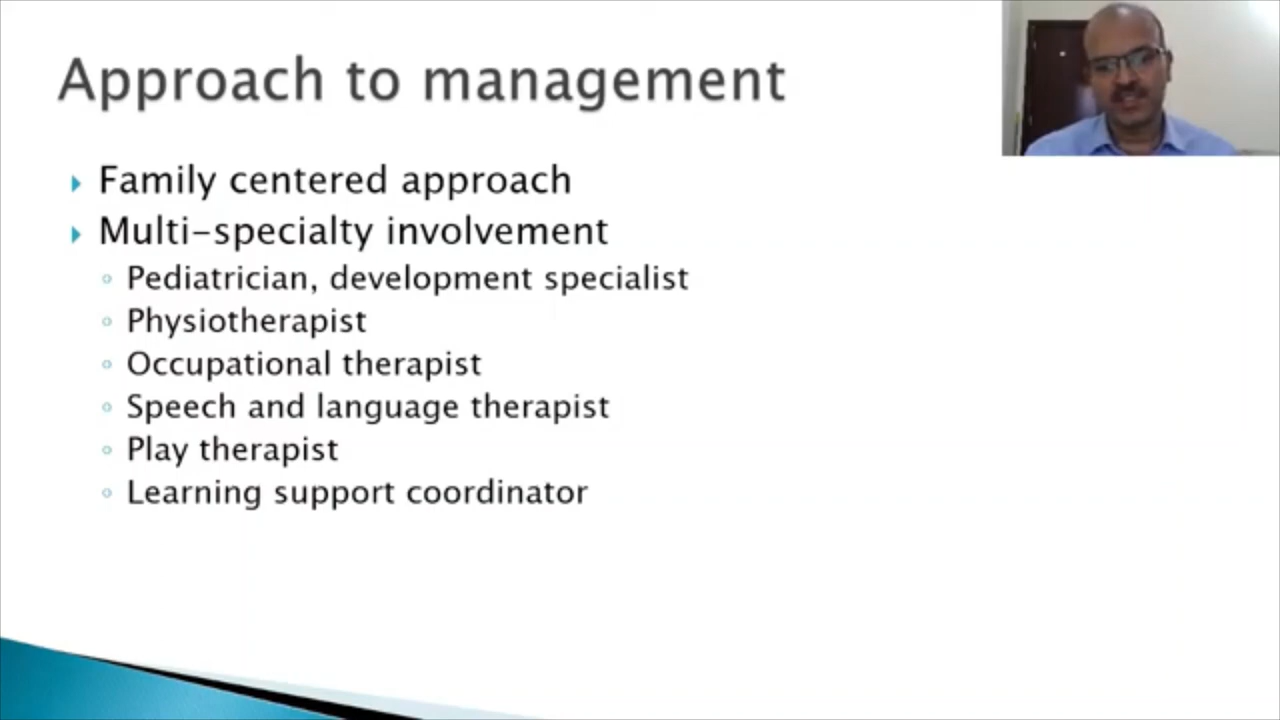 Approach to management
Family centered approach
Multi-specialty involvement
Pediatrician, development specialist
Physiotherapist
Occupational therapist
Speech and language therapist
Play therapist
Learning support coordinator